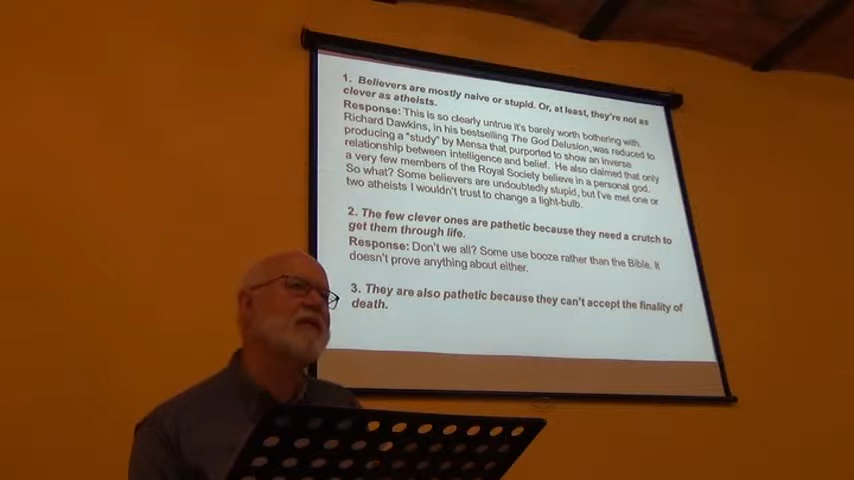 1. Believers are mostly naive or stupid. Or, at least, they're not as
clever as atheists.
Response: This is so clearly untrue it's barely worth bothering with.
Richard Dawkins, in his bestselling The God Delusion, was reduced to
producing a "study" by Mensa that purported to show an inverse
relationship between intelligence and belief. He also claimed that only
a very few members of the Royal Society believe in a personal god.
So what? Some believers are undoubtedly stupid, but I've met one or
two atheists I wouldn't trust to change a light-bulb.
2. The few clever ones are pathetic because they need a crutch to
get them through life.
Response: Don't we all? Some use booze rather than the Bible. It
doesn't prove anything about either.
3. They are also pathetic because they can't accept the finality of
death.